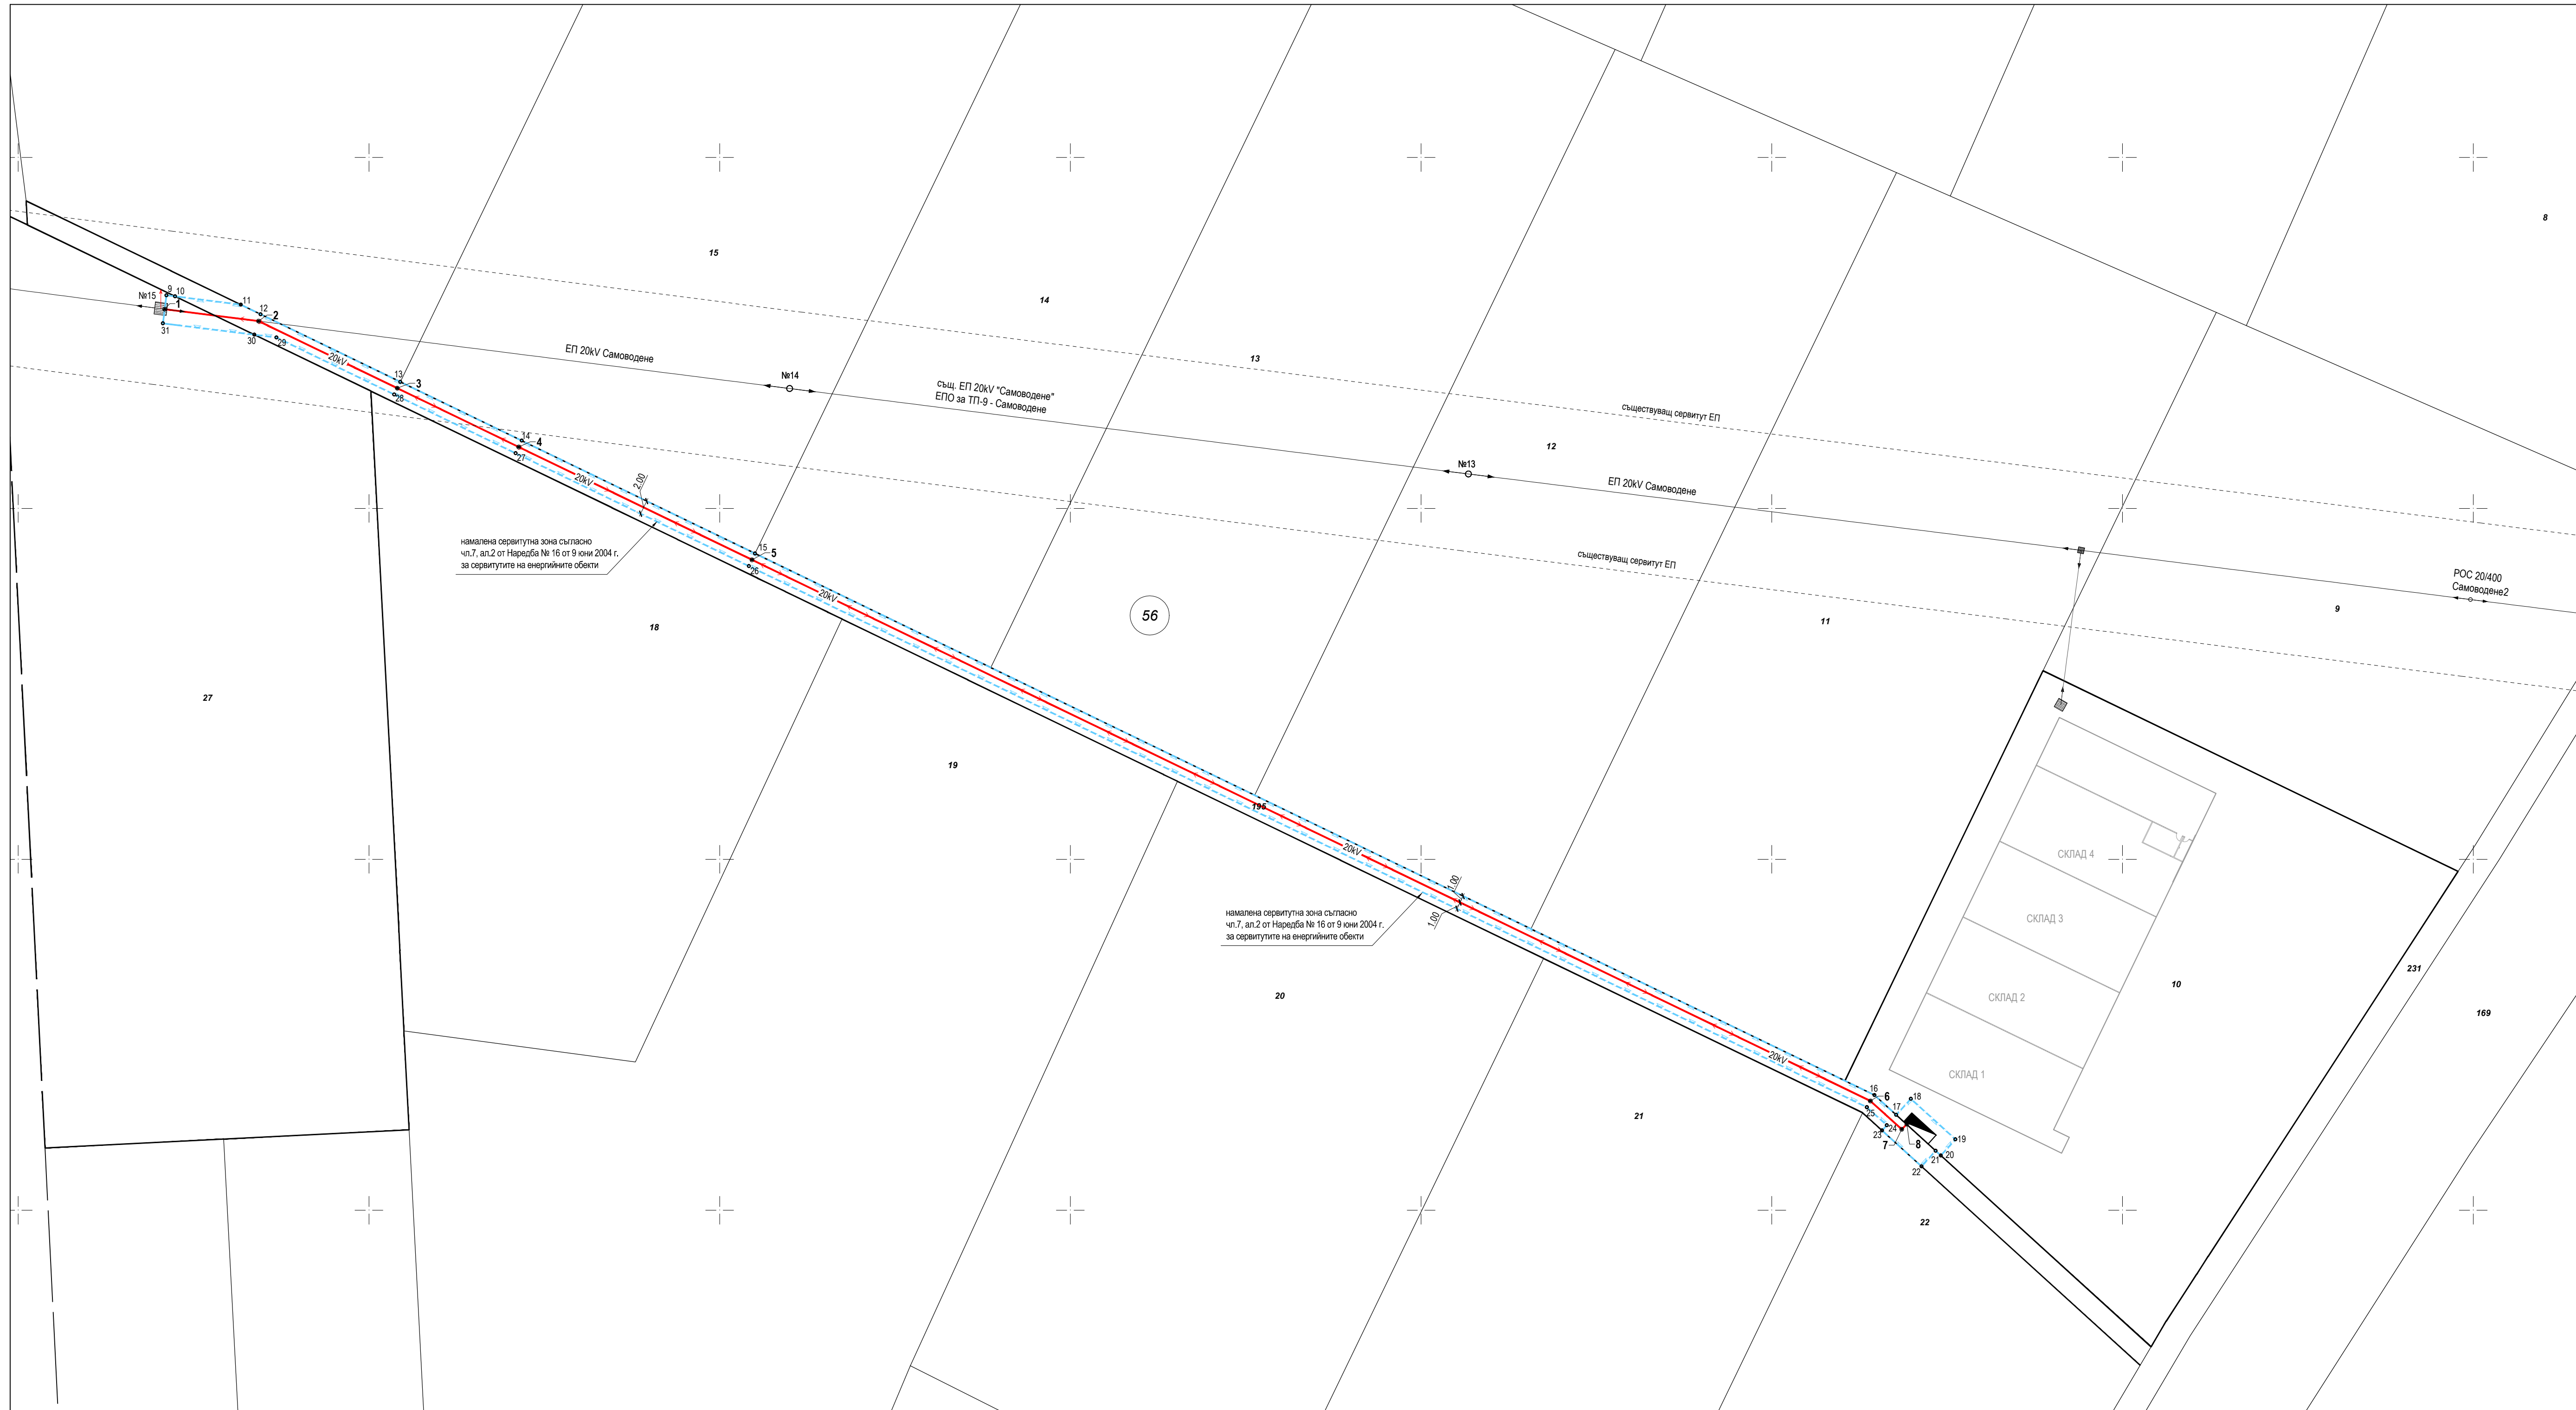 8
15
14
13
№15
9
10
1
11
12
2
31
30
29
20kV
ЕП 20kV Самоводене
№14
13
3
28
същ. ЕП 20kV "Самоводене"
ЕПО за ТП-9 - Самоводене
съществуващ сервитут ЕП
12
14
4
27
№13
20kV
2.00
ЕП 20kV Самоводене
намалена сервитутна зона съгласно
чл.7, ал.2 от Наредба № 16 от 9 юни 2004 г.
за сервитутите на енергийните обекти
15
5
26
съществуващ сервитут ЕП
РОС 20/400
Самоводене2
20kV
56
9
11
18
27
19
195
20kV
СКЛАД 4
1.00
1.00
намалена сервитутна зона съгласно
чл.7, ал.2 от Наредба № 16 от 9 юни 2004 г.
за сервитутите на енергийните обекти
СКЛАД 3
231
10
20
СКЛАД 2
169
20kV
СКЛАД 1
16
6
17
18
25
21
24
23
7
8
19
20
21
22
22